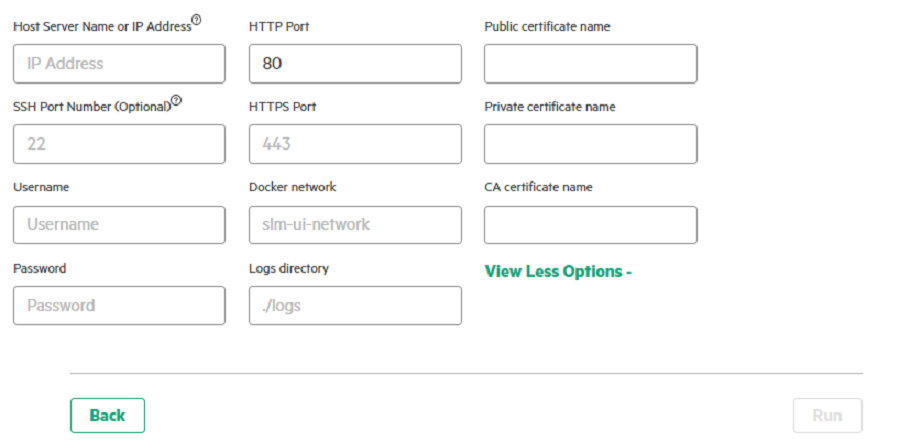 Host Server Name or IP Address? HTTP Port Public certificate name
IP Address 80
SSH Port Number (Optional)? HTTPS Port Private certificate name
22 443
Username Docker network CA certificate name
Username slm-ui-network
Password Logs directory View Less Options -
Password ./logs
Back Run